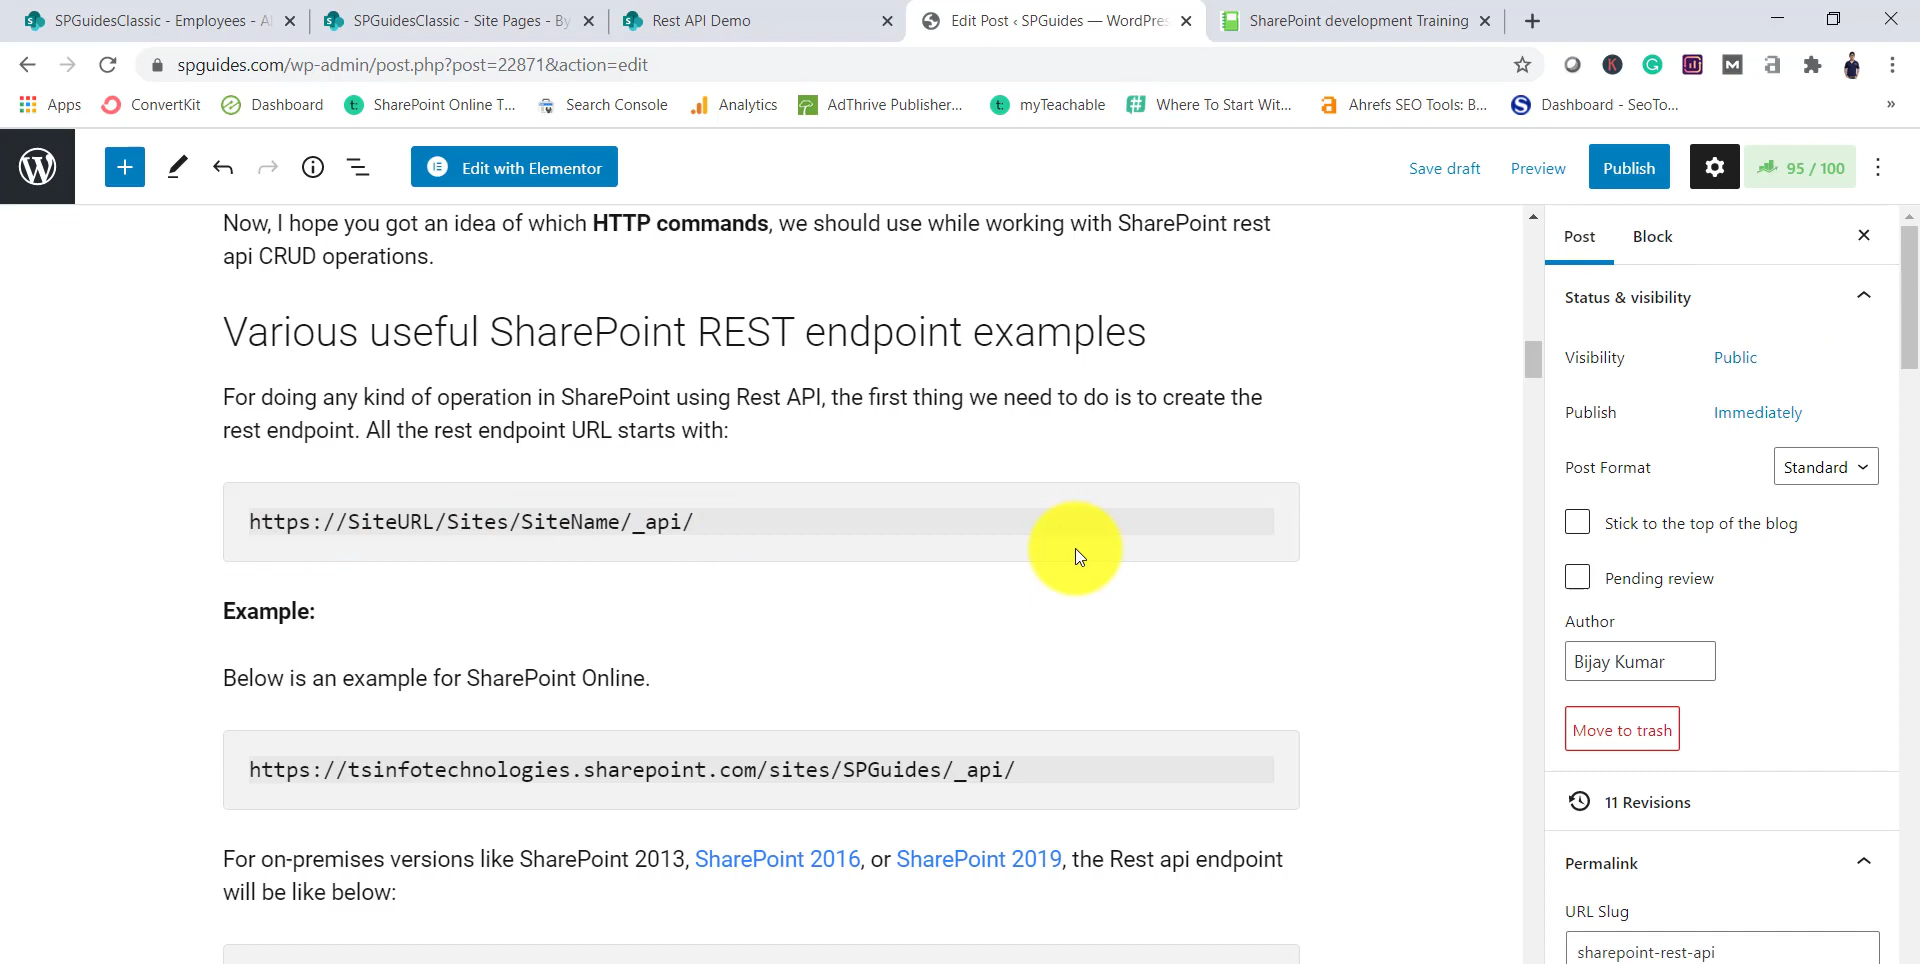 SPGuidesClassic - Employees - Al
SPGuidesClassic - Site Pages - By
Rest API Demo
Edit Post ‹ SPGuides — WordPres
SharePoint development Training
spguides.com/wp-admin/post.php?post=22871&action=edit
Apps
ConvertKit
Dashboard
SharePoint Online T...
Search Console
Analytics
AdThrive Publisher...
myTeachable
Where To Start Wit...
Ahrefs SEO Tools: B...
Dashboard - SeoTo...
»
Edit with Elementor
Save draft
Preview
Publish
95 / 100
Now, I hope you got an idea of which HTTP commands, we should use while working with SharePoint rest
api CRUD operations.
Various useful SharePoint REST endpoint examples
For doing any kind of operation in SharePoint using Rest API, the first thing we need to do is to create the
rest endpoint. All the rest endpoint URL starts with:
https://SiteURL/Sites/SiteName/_api/
Example:
Below is an example for SharePoint Online.
https://tsinfotechnologies.sharepoint.com/sites/SPGuides/_api/
For on-premises versions like SharePoint 2013, SharePoint 2016, or SharePoint 2019, the Rest api endpoint
will be like below:
Post
Block
Status & visibility
Visibility
Public
Publish
Immediately
Post Format
Standard
Stick to the top of the blog
Pending review
Author
Bijay Kumar
Move to trash
11 Revisions
Permalink
URL Slug
sharepoint-rest-api